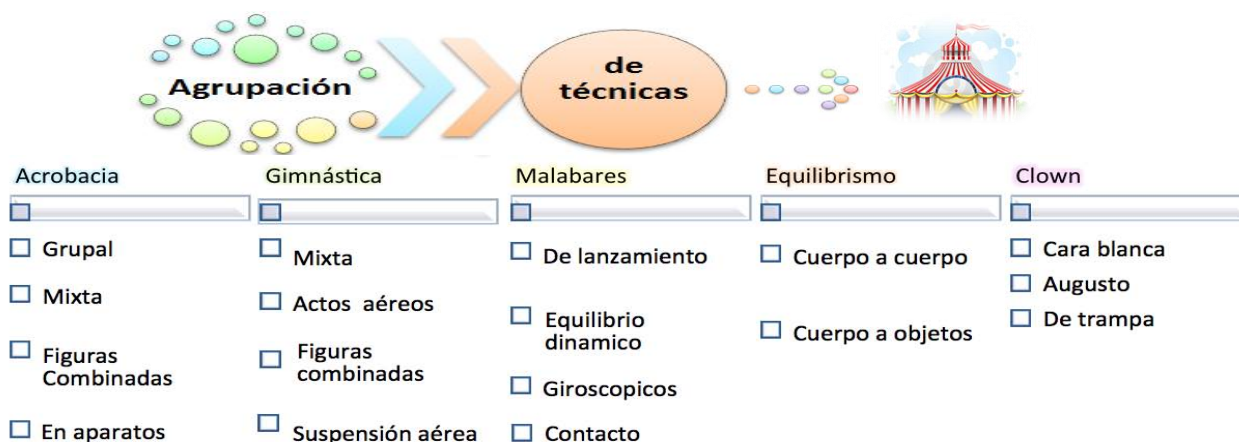 Agrupación
de
técnicas
Acrobacia
Grupal
Mixta
Figuras
Combinadas
En aparatos
Gimnástica
Mixta
Actos aéreos
Figuras
combinadas
Suspensión aérea
Malabares
De lanzamiento
Equilibrio
dinamico
Giroscopicos
Contacto
Equilibrismo
Cuerpo a cuerpo
Cuerpo a objetos
Clown
Cara blanca
Augusto
De trampa